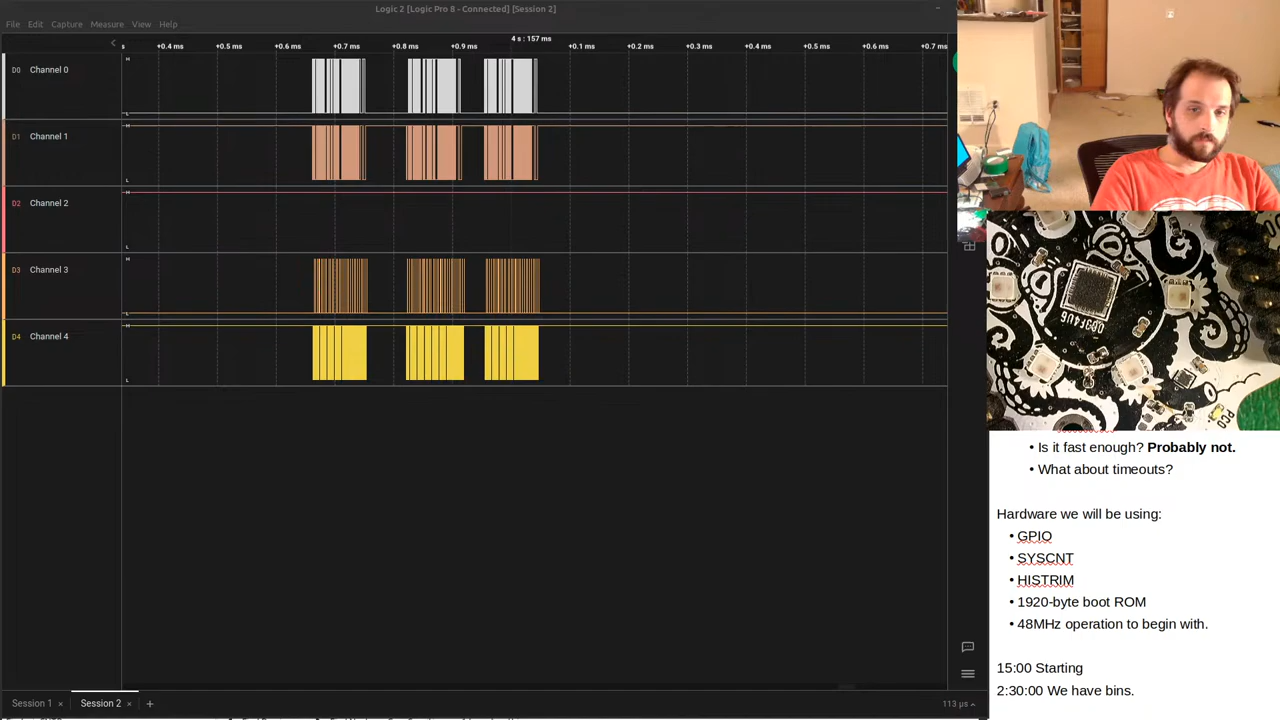 Logic 2 [Logic Pro 8 - Connected] [Session 2]
File Edit Capture Measure View Help
4 s : 157 ms
s +0.4 ms +0.5 ms +0.6 ms +0.7 ms +0.8 ms +0.9 ms +0.1 ms +0.2 ms +0.3 ms +0.4 ms +0.5 ms +0.6 ms +0.7 ms
D0 Channel 0
H
L
D1 Channel 1
H
L
D2 Channel 2
H
L
D3 Channel 3
H
L
D4 Channel 4
H
L
Session 1 × Session 2 × +
113 µs
• Is it fast enough? Probably not.
• What about timeouts?
Hardware we will be using:
• GPIO
• SYSCNT
• HISTRIM
• 1920-byte boot ROM
• 48MHz operation to begin with.
15:00 Starting
2:30:00 We have bins.